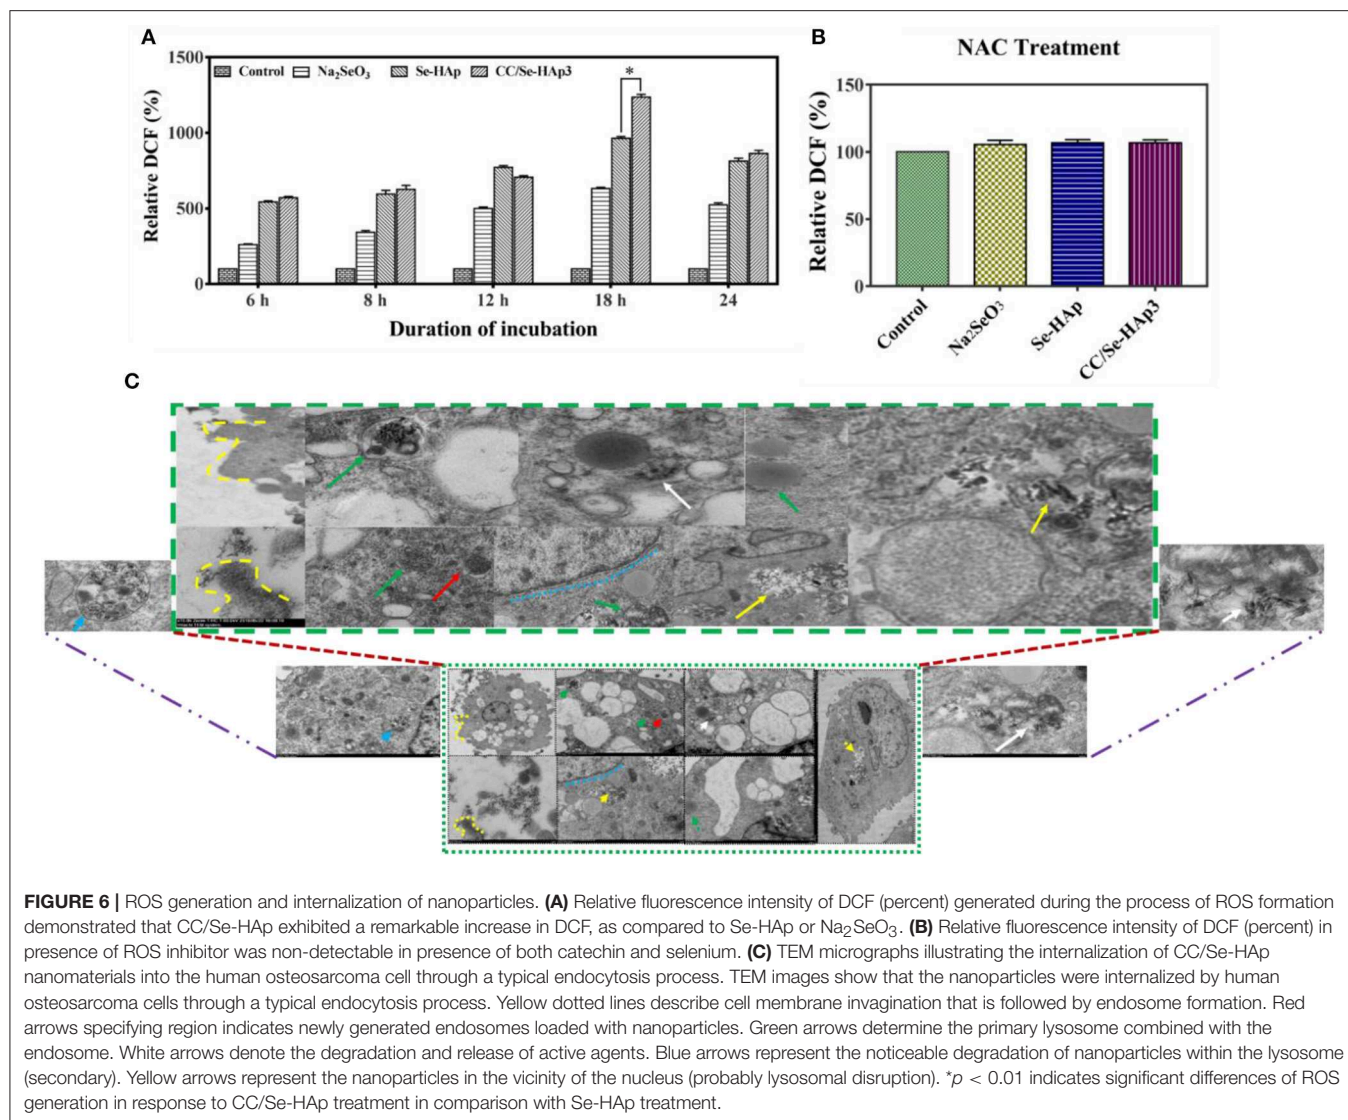 A
1500
1000
500
0
Relative DCF (%)
Control Na₂SeO₃ Se-HAp CC/Se-HAp3
*
6 h 8 h 12 h 18 h 24
Duration of incubation
B
NAC Treatment
150
100
50
0
Relative DCF (%)
Control Na₂SeO₃ Se-HAp CC/Se-HAp3
C
FIGURE 6 | ROS generation and internalization of nanoparticles. (A) Relative fluorescence intensity of DCF (percent) generated during the process of ROS formation
demonstrated that CC/Se-HAp exhibited a remarkable increase in DCF, as compared to Se-HAp or Na₂SeO₃. (B) Relative fluorescence intensity of DCF (percent) in
presence of ROS inhibitor was non-detectable in presence of both catechin and selenium. (C) TEM micrographs illustrating the internalization of CC/Se-HAp
nanomaterials into the human osteosarcoma cell through a typical endocytosis process. TEM images show that the nanoparticles were internalized by human
osteosarcoma cells through a typical endocytosis process. Yellow dotted lines describe cell membrane invagination that is followed by endosome formation. Red
arrows specifying region indicates newly generated endosomes loaded with nanoparticles. Green arrows determine the primary lysosome combined with the
endosome. White arrows denote the degradation and release of active agents. Blue arrows represent the noticeable degradation of nanoparticles within the lysosome
(secondary). Yellow arrows represent the nanoparticles in the vicinity of the nucleus (probably lysosomal disruption). *p < 0.01 indicates significant differences of ROS
generation in response to CC/Se-HAp treatment in comparison with Se-HAp treatment.